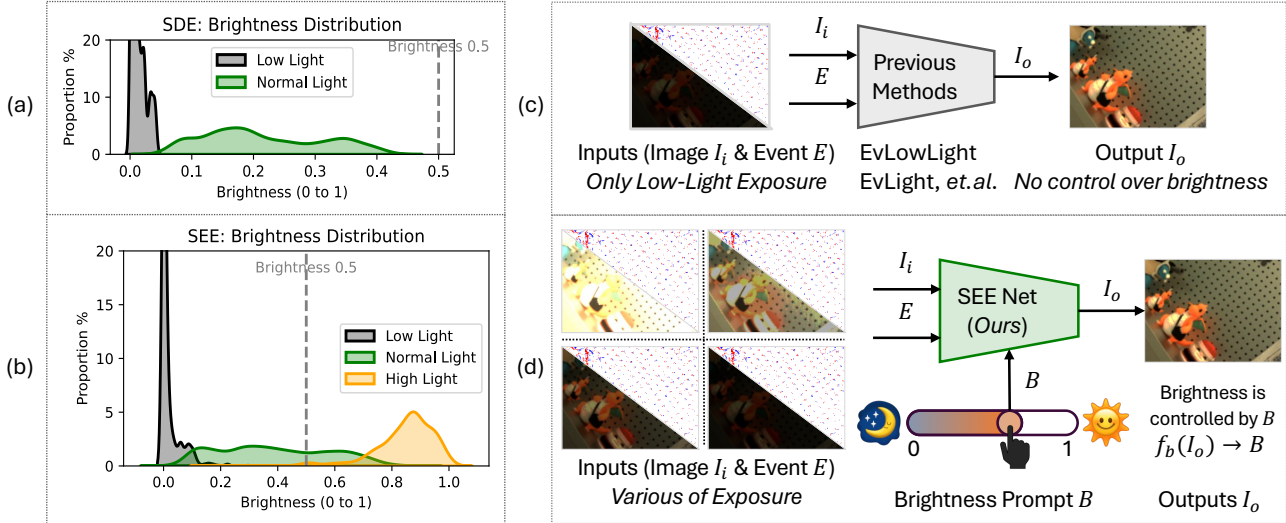 (a)
SDE: Brightness Distribution
Proportion %
20
10
0
Brightness 0.5
Low Light
Normal Light
0.0 0.1 0.2 0.3 0.4 0.5
Brightness (0 to 1)
(b)
SEE: Brightness Distribution
Proportion %
20
15
10
5
0
Brightness 0.5
Low Light
Normal Light
High Light
0.0 0.2 0.4 0.6 0.8 1.0
Brightness (0 to 1)
(c)
I_i
E
Previous
Methods
I_o
Inputs (Image I_i & Event E)
Only Low-Light Exposure
EvLowLight
EvLight, et.al.
Output I_o
No control over brightness
(d)
I_i
E
SEE Net
(Ours)
I_o
B
0 1
Inputs (Image I_i & Event E)
Various of Exposure
Brightness Prompt B
Brightness is
controlled by B
f_b(I_o) → B
Outputs I_o